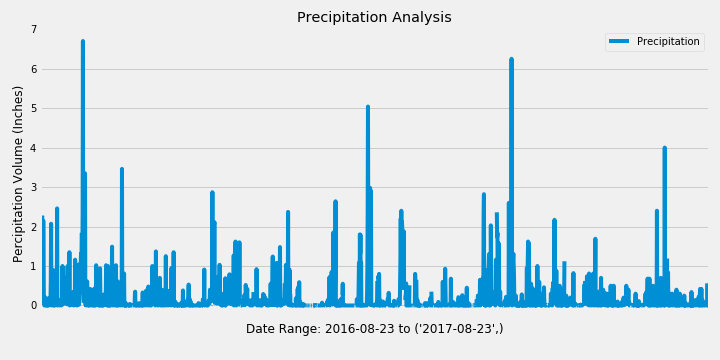 Precipitation Analysis
7
6
5
4
3
2
1
0
Percipitation Volume (Inches)
Precipitation
Date Range: 2016-08-23 to ('2017-08-23',)